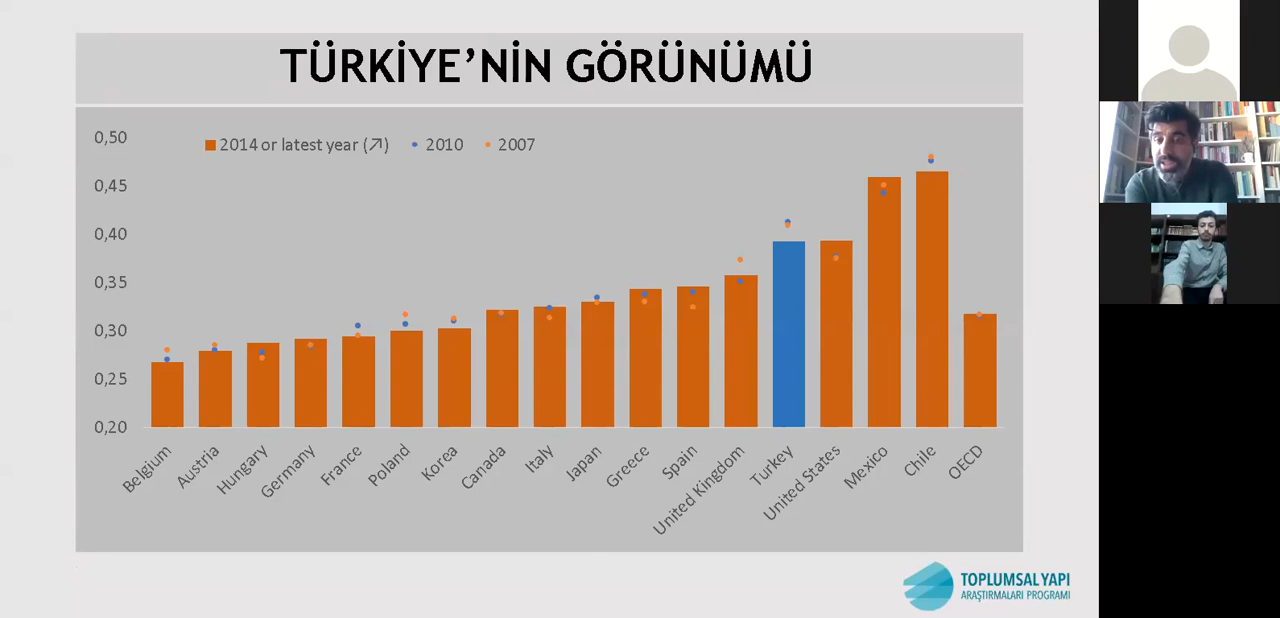 TÜRKİYE’NİN GÖRÜNÜMÜ
2014 or latest year (↗) 2010 2007
0,50
0,45
0,40
0,35
0,30
0,25
0,20
Belgium
Austria
Hungary
Germany
France
Poland
Korea
Canada
Italy
Japan
Greece
Spain
United Kingdom
Turkey
United States
Mexico
Chile
OECD
TOPLUMSAL YAPI
ARAŞTIRMALARI PROGRAMI